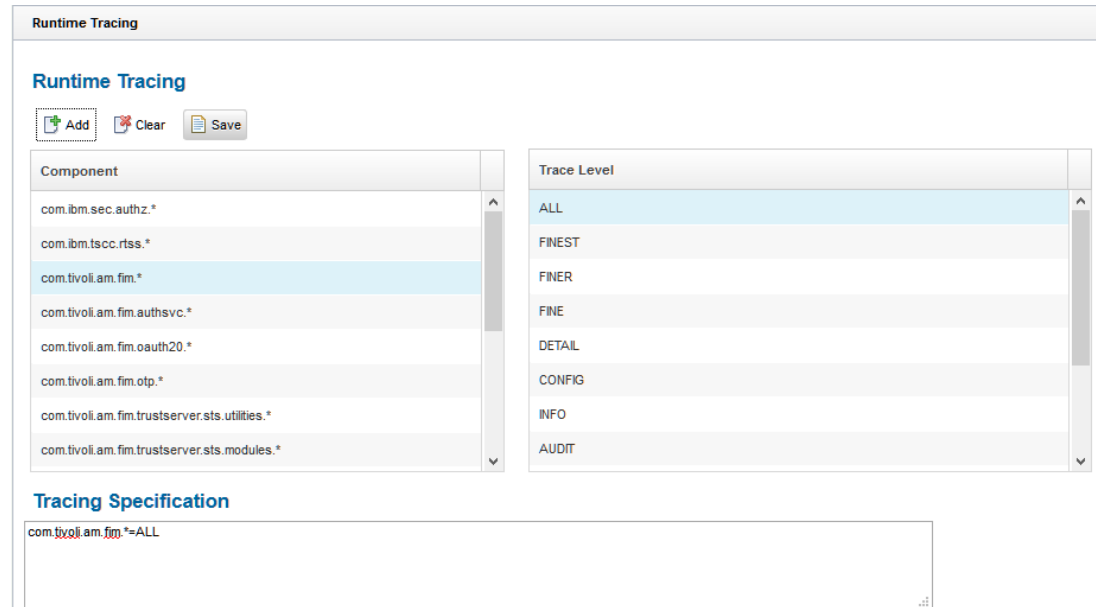 Runtime Tracing
Runtime Tracing
Add Clear Save
Component
com.ibm.sec.authz.*
com.ibm.tscc.rtss.*
com.tivoli.am.fim.*
com.tivoli.am.fim.authsvc.*
com.tivoli.am.fim.oauth20.*
com.tivoli.am.fim.otp.*
com.tivoli.am.fim.trustserver.sts.utilities.*
com.tivoli.am.fim.trustserver.sts.modules.*
Trace Level
ALL
FINEST
FINER
FINE
DETAIL
CONFIG
INFO
AUDIT
Tracing Specification
com.tivoli.am.fim.*=ALL